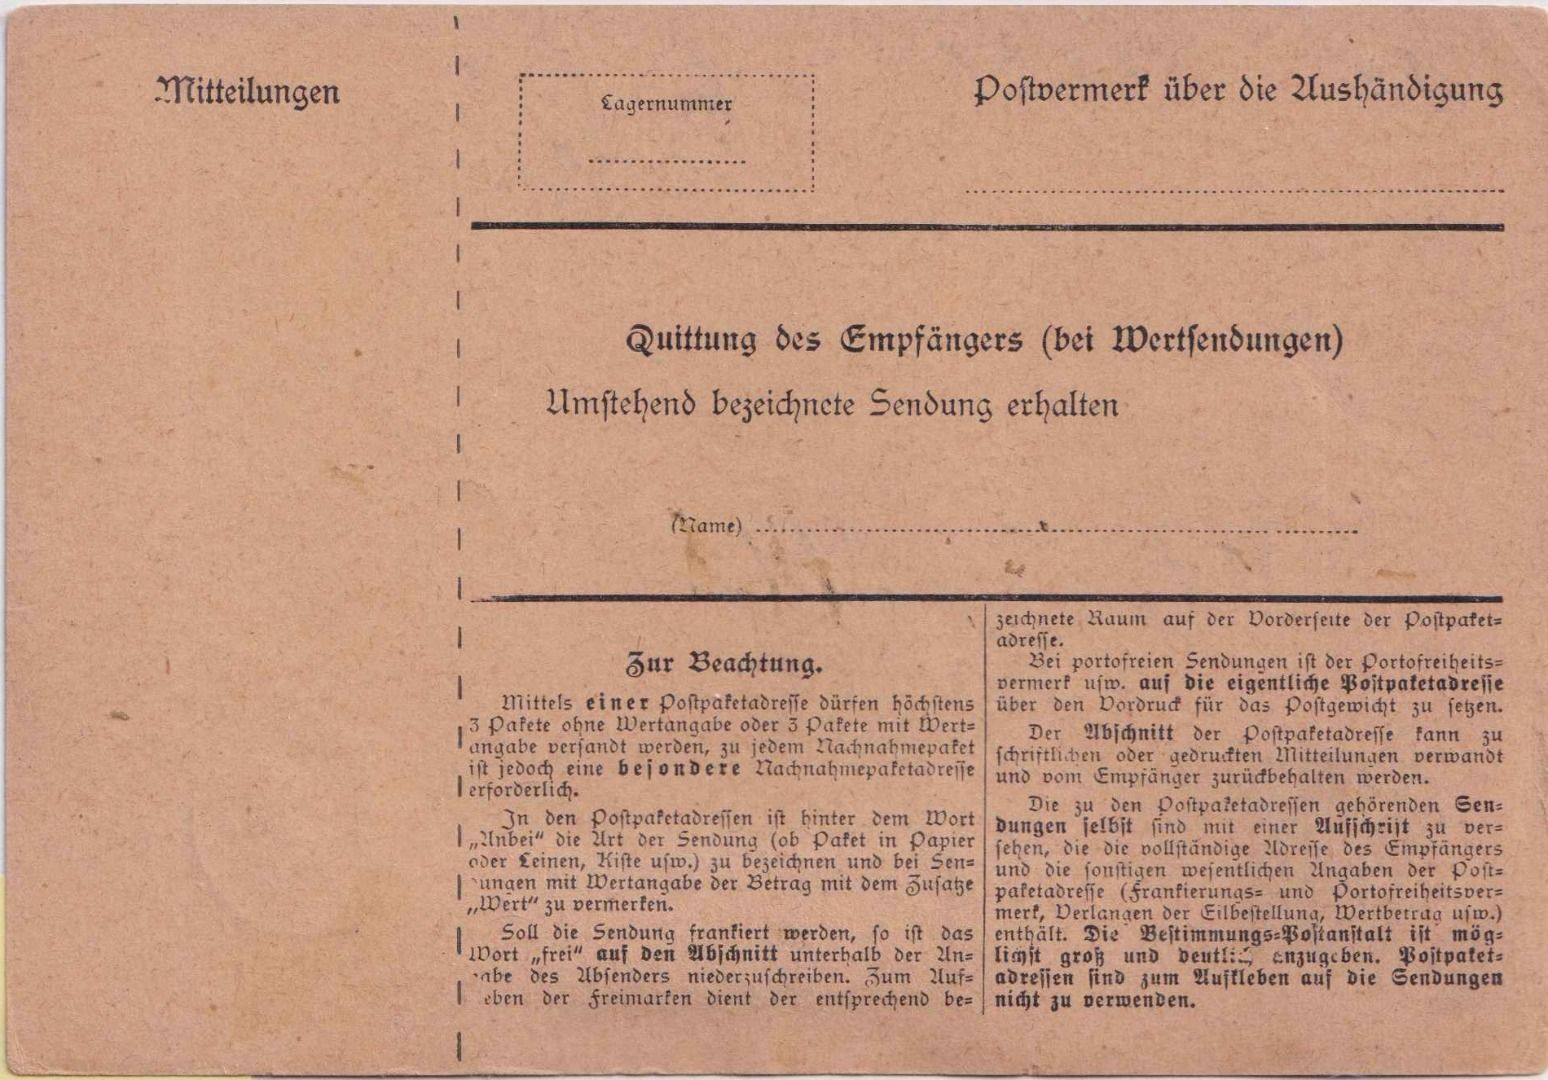 Mitteilungen
Lagernummer
Postvermerk über die Aushändigung
Quittung des Empfängers (bei Wertsendungen)
Umstehend bezeichnete Sendung erhalten
(Name)
Zur Beachtung.
Mittels einer Postpaketadresse dürfen höchstens
3 Pakete ohne Wertangabe oder 3 Pakete mit Wert-
angabe versandt werden, zu jedem Nachnahmepaket
ist jedoch eine besondere Nachnahmepaketadresse
erforderlich.
In den Postpaketadressen ist hinter dem Wort
„Anbei“ die Art der Sendung (ob Paket in Papier
oder Leinen, Kiste usw.) zu bezeichnen und bei Sen-
ungen mit Wertangabe der Betrag mit dem Zusatze
„Wert“ zu vermerken.
Soll die Sendung frankiert werden, so ist das
Wort „frei“ auf den Abschnitt unterhalb der An-
abe des Absenders niederzuschreiben. Zum Auf-
eben der Freimarken dient der entsprechend be-
zeichnete Raum auf der Vorderseite der Postpaket-
adresse.
Bei portofreien Sendungen ist der Portofreiheits-
vermerk usw. auf die eigentliche Postpaketadresse
über den Vordruck für das Postgewicht zu setzen.
Der Abschnitt der Postpaketadresse kann zu
schriftlichen oder gedruckten Mitteilungen verwandt
und vom Empfänger zurückbehalten werden.
Die zu den Postpaketadressen gehörenden Sen-
dungen selbst sind mit einer Aufschrift zu ver-
sehen, die die vollständige Adresse des Empfängers
und die sonstigen wesentlichen Angaben der Post-
paketadresse (Frankierungs- und Portofreiheitsver-
merk, Verlangen der Eilbestellung, Wertbetrag usw.)
enthält. Die Bestimmungs-Postanstalt ist mög-
lichst groß und deutlich anzugeben. Postpaket-
adressen sind zum Aufkleben auf die Sendungen
nicht zu verwenden.